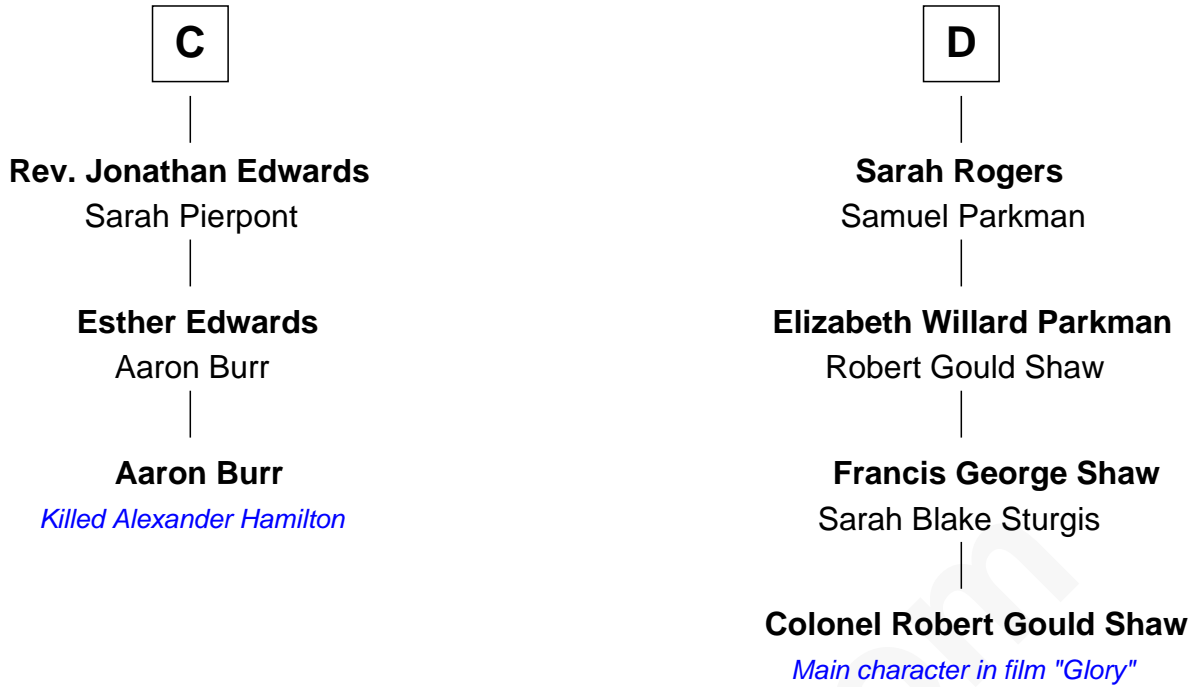 C
Rev. Jonathan Edwards
Sarah Pierpont
Esther Edwards
Aaron Burr
Aaron Burr
Killed Alexander Hamilton
D
Sarah Rogers
Samuel Parkman
Elizabeth Willard Parkman
Robert Gould Shaw
Francis George Shaw
Sarah Blake Sturgis
Colonel Robert Gould Shaw
Main character in film "Glory"